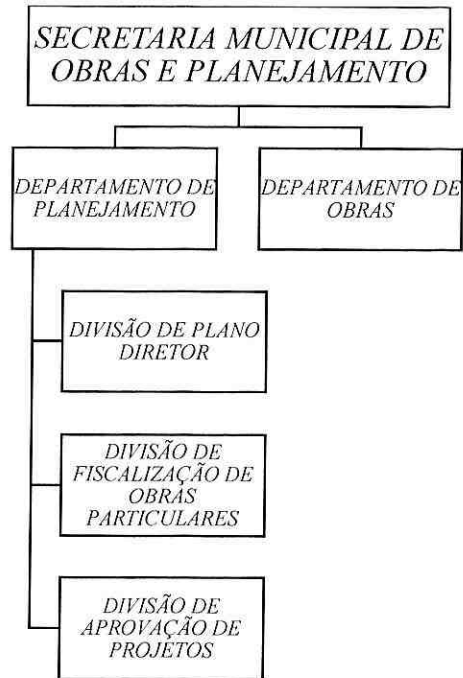 SECRETARIA MUNICIPAL DE
OBRAS E PLANEJAMENTO
DEPARTAMENTO DE
PLANEJAMENTO
DEPARTAMENTO DE
OBRAS
DIVISÃO DE PLANO
DIRETOR
DIVISÃO DE
FISCALIZAÇÃO DE
OBRAS
PARTICULARES
DIVISÃO DE
APROVAÇÃO DE
PROJETOS